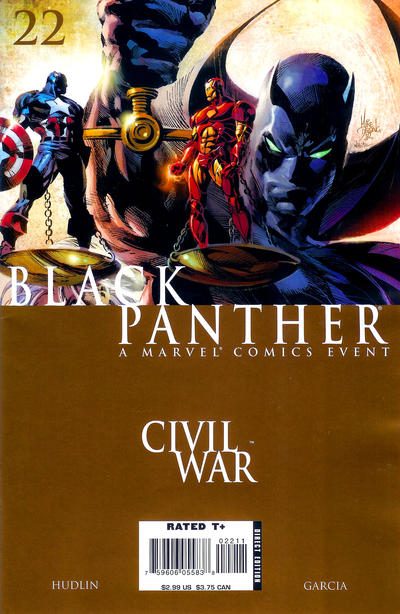 22
BLACK
PANTHER®
A MARVEL® COMICS EVENT
CIVIL™
WAR
RATED T+
02211
7 59606 05583 8
$2.99 US $3.75 CAN
DIRECT EDITION
HUDLIN
GARCIA